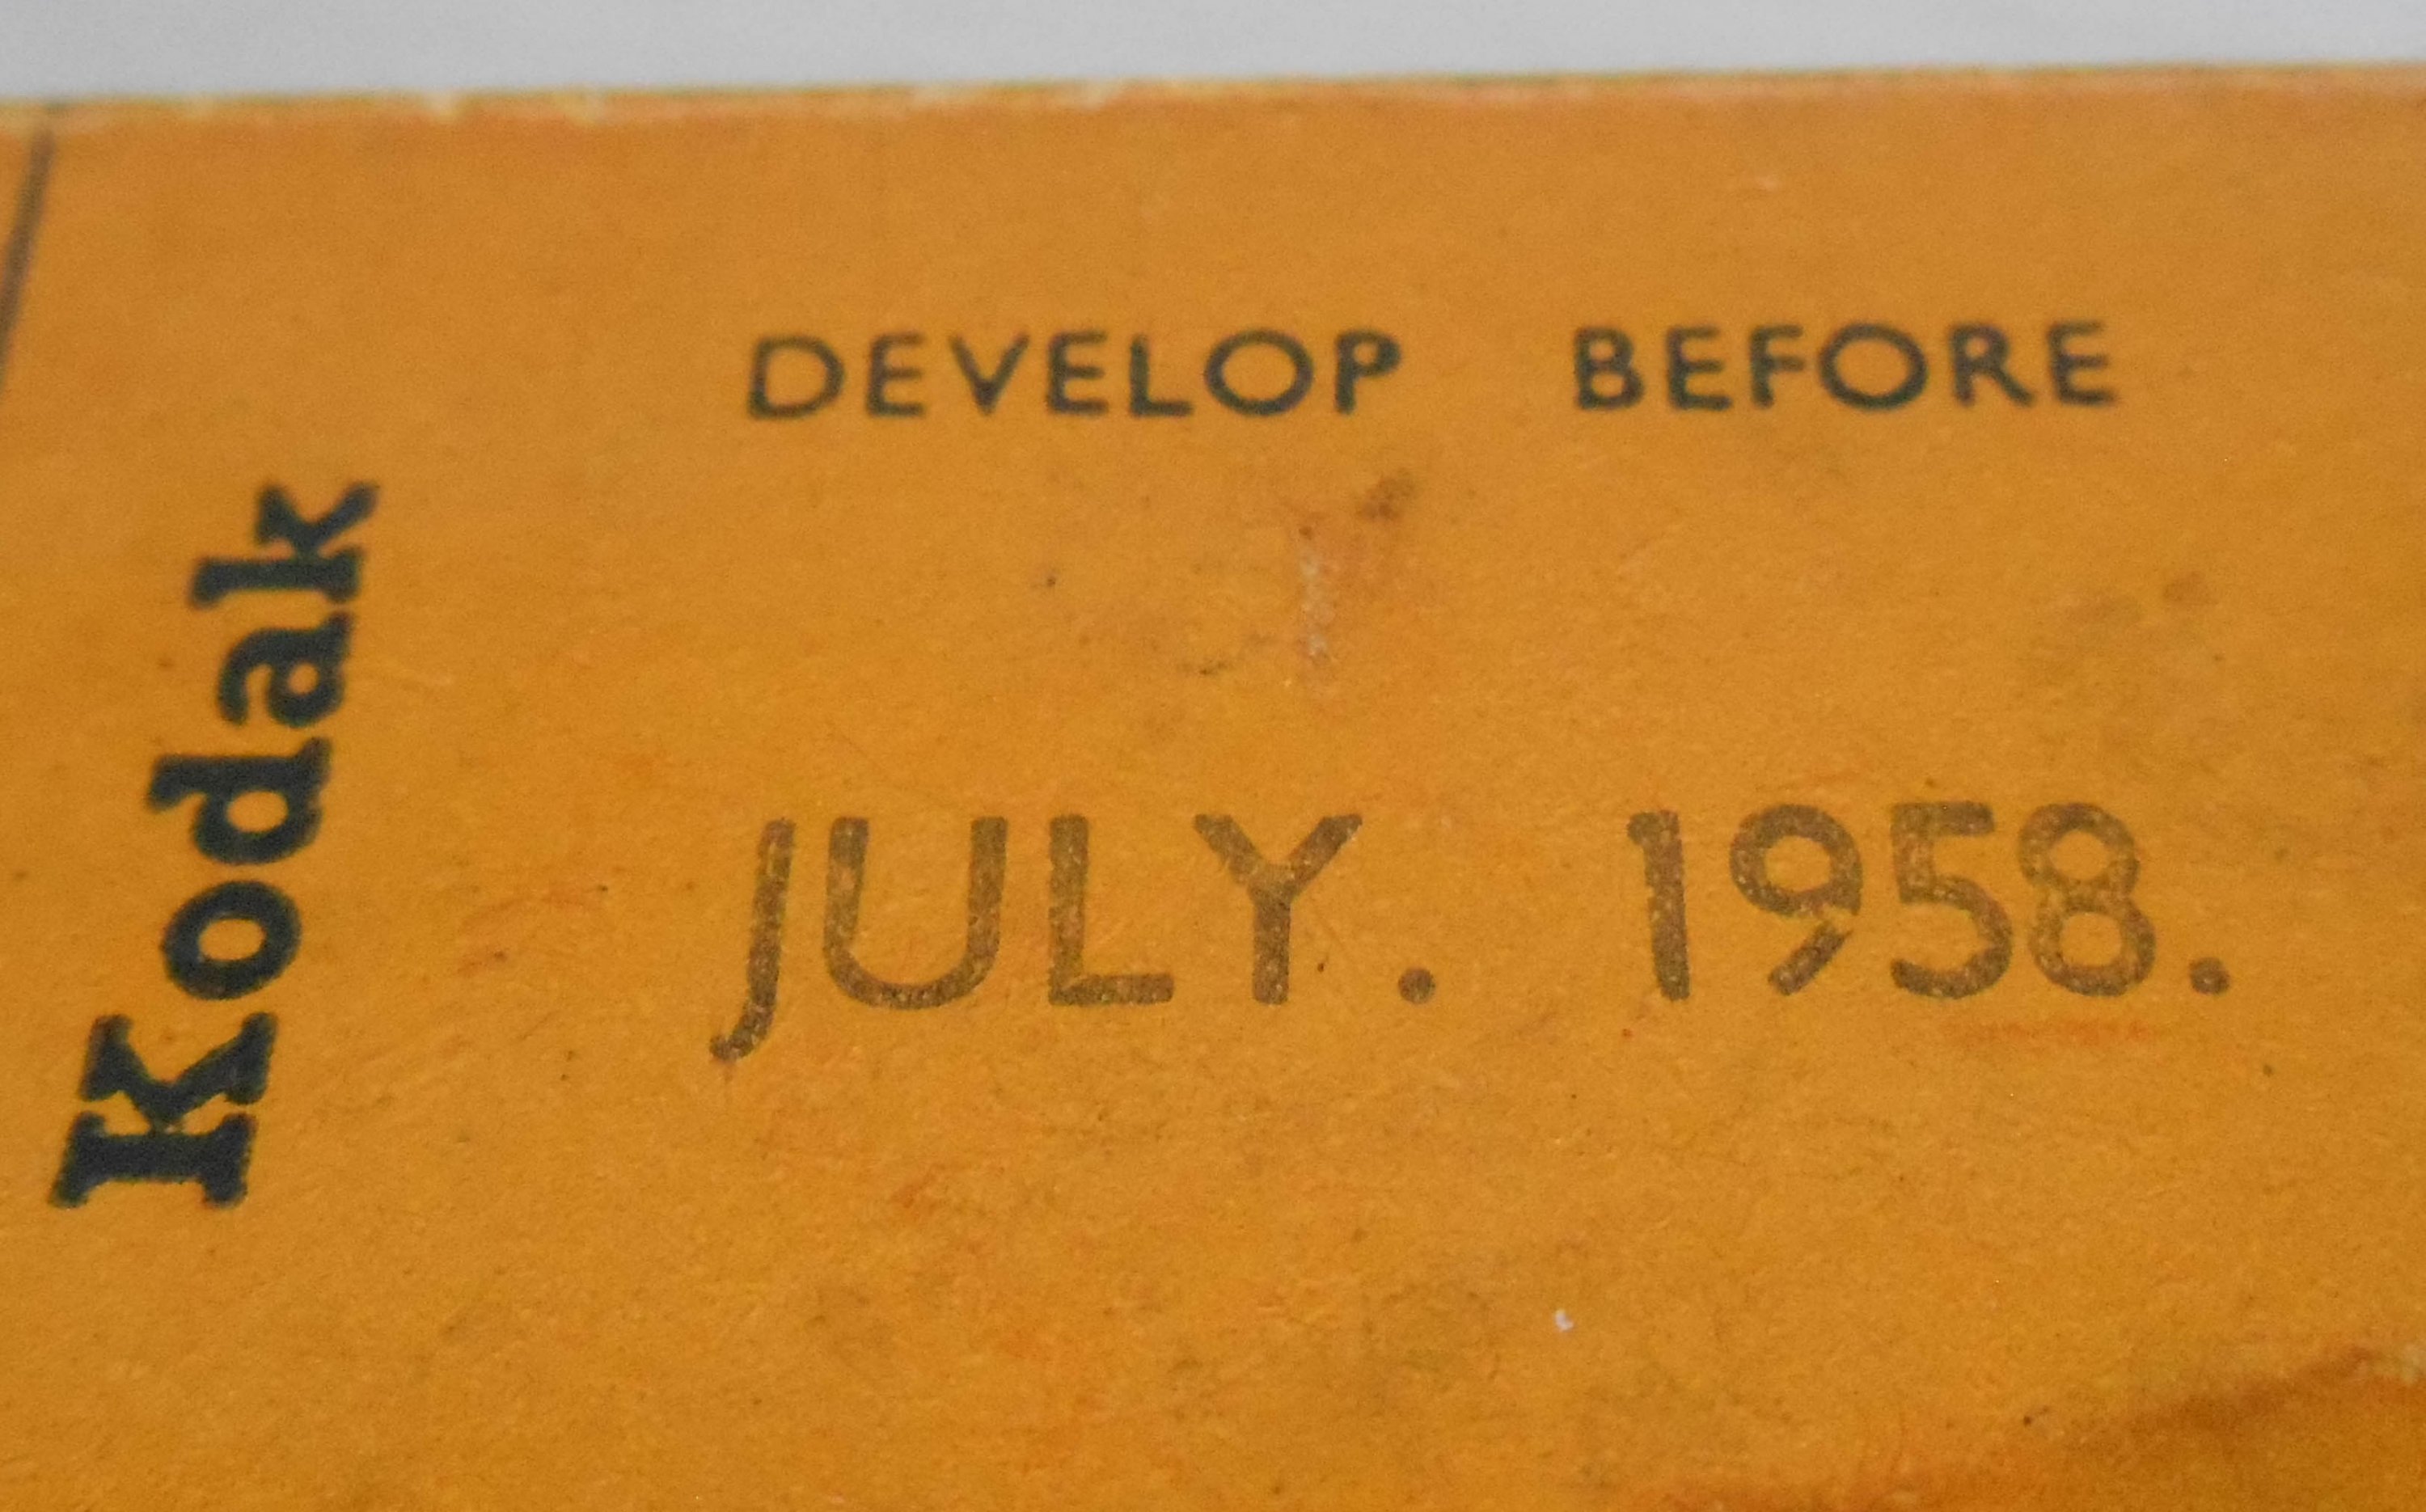 Kodak
DEVELOP BEFORE
JULY. 1958.